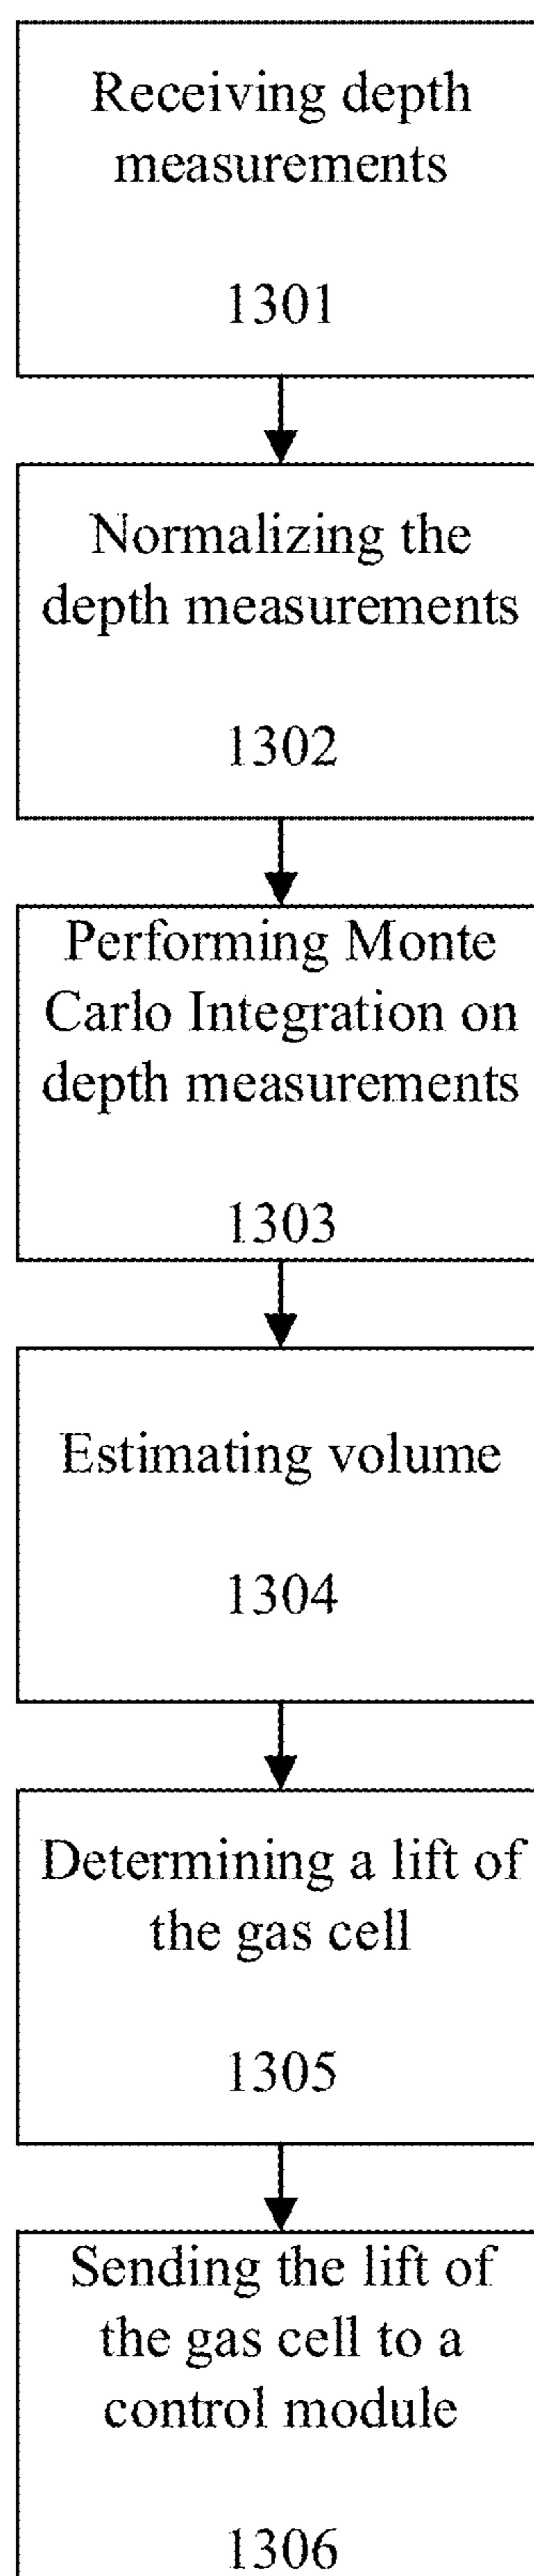 Receiving depth
measurements
1301
Normalizing the
depth measurements
1302
Performing Monte
Carlo Integration on
depth measurements
1303
Estimating volume
1304
Determining a lift of
the gas cell
1305
Sending the lift of
the gas cell to a
control module
1306